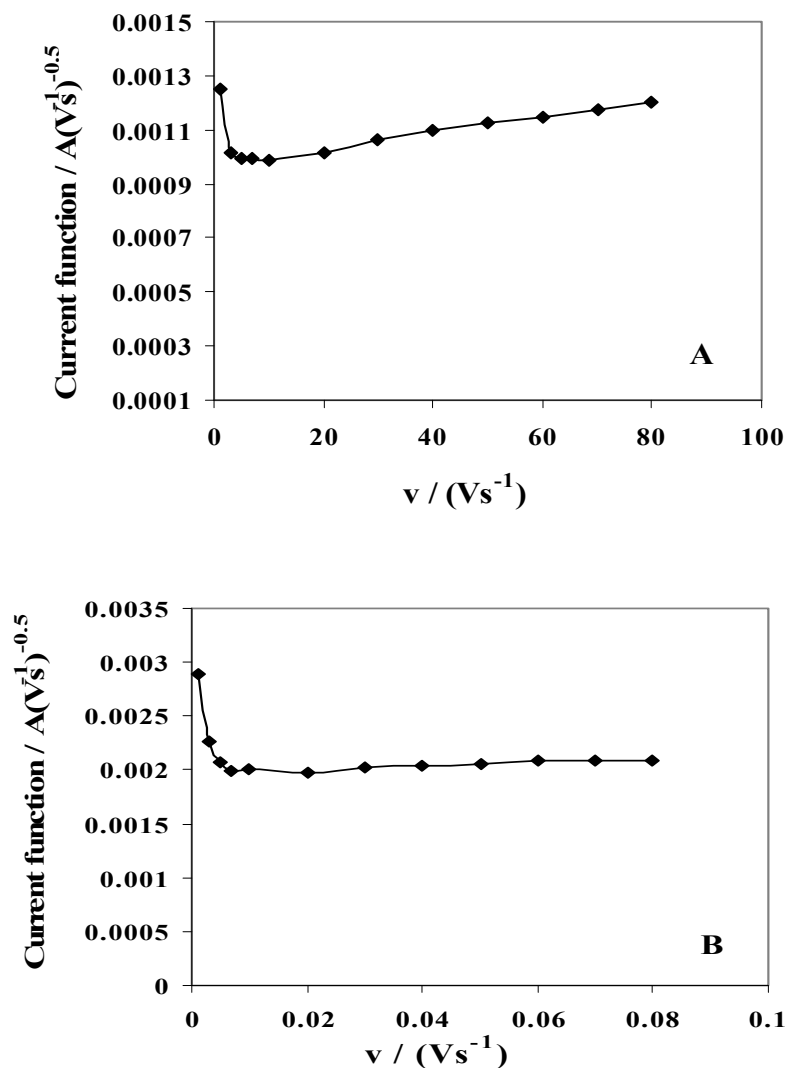 Current function / A(Vs⁻¹)⁻⁰·⁵
0.0015
0.0013
0.0011
0.0009
0.0007
0.0005
0.0003
0.0001
A
0 20 40 60 80 100
v / (Vs⁻¹)
Current function / A(Vs⁻¹)⁻⁰·⁵
0.0035
0.003
0.0025
0.002
0.0015
0.001
0.0005
0
B
0 0.02 0.04 0.06 0.08 0.1
v / (Vs⁻¹)